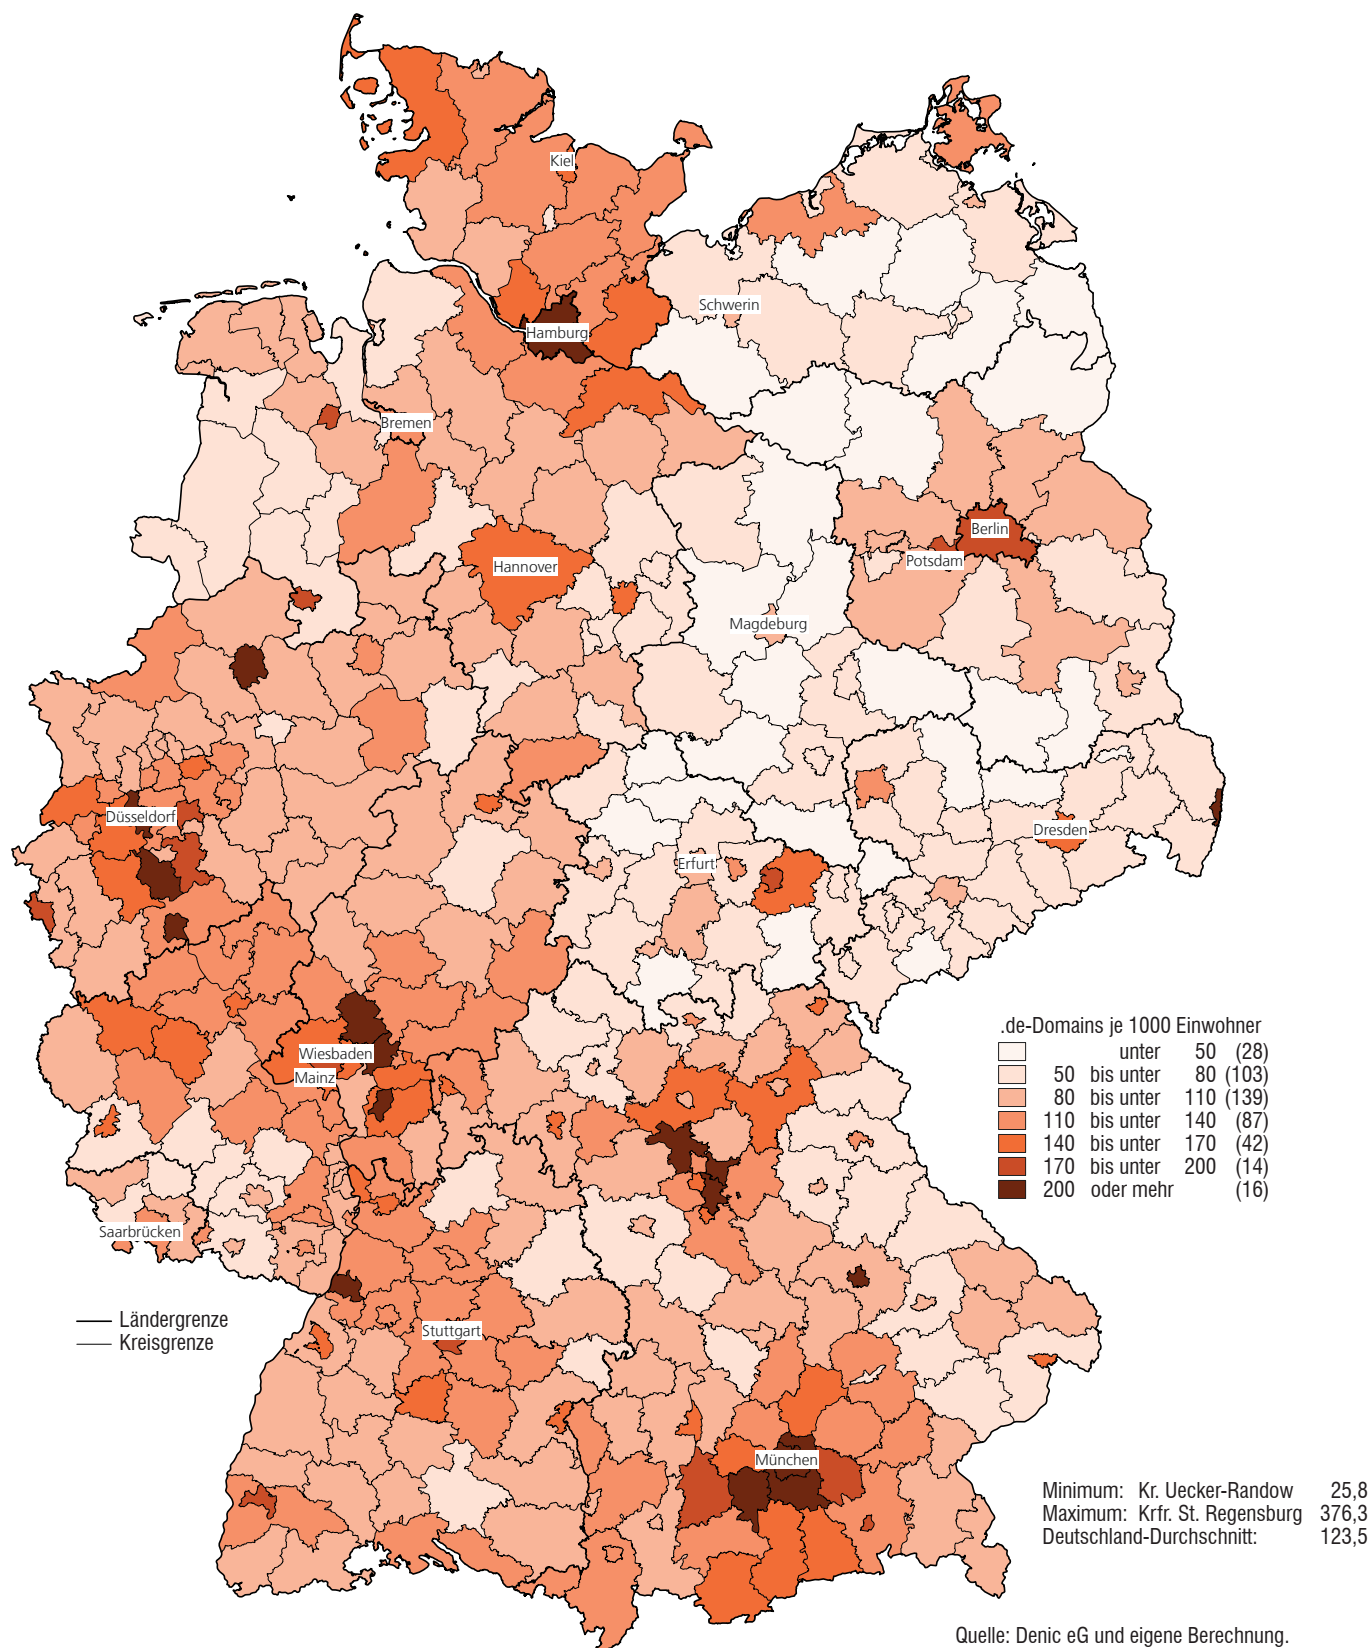 Kiel
Schwerin
Hamburg
Bremen
Berlin
Potsdam
Hannover
Magdeburg
Düsseldorf
Dresden
Erfurt
Wiesbaden
Mainz
Saarbrücken
Stuttgart
München
.de-Domains je 1000 Einwohner
unter 50 (28)
50 bis unter 80 (103)
80 bis unter 110 (139)
110 bis unter 140 (87)
140 bis unter 170 (42)
170 bis unter 200 (14)
200 oder mehr (16)
Ländergrenze
Kreisgrenze
Minimum: Kr. Uecker-Randow 25,8
Maximum: Krfr. St. Regensburg 376,3
Deutschland-Durchschnitt: 123,5
Quelle: Denic eG und eigene Berechnung.